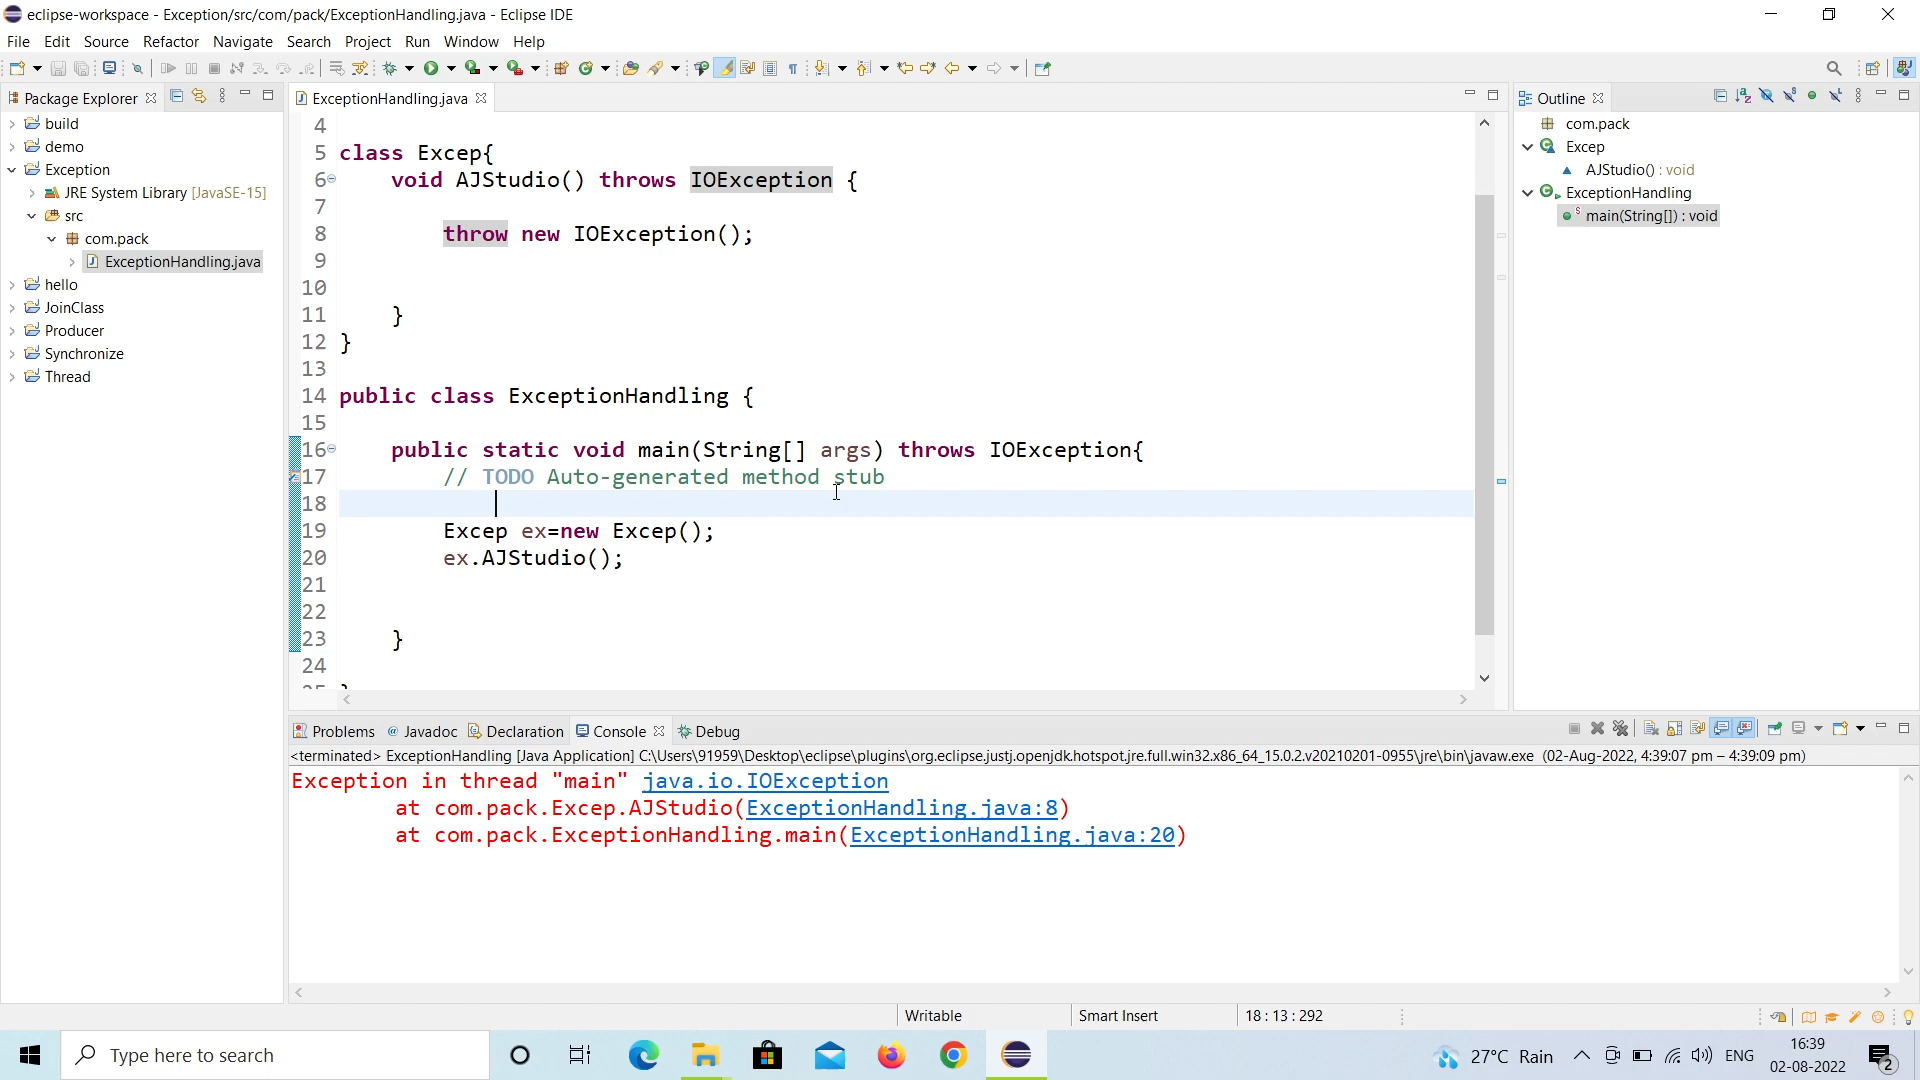 eclipse-workspace - Exception/src/com/pack/ExceptionHandling.java - Eclipse IDE
File Edit Source Refactor Navigate Search Project Run Window Help
Package Explorer
build
demo
Exception
JRE System Library [JavaSE-15]
src
com.pack
ExceptionHandling.java
hello
JoinClass
Producer
Synchronize
Thread
ExceptionHandling.java
4
5 class Excep{
6 void AJStudio() throws IOException {
7
8 throw new IOException();
9
10
11 }
12 }
13
14 public class ExceptionHandling {
15
16 public static void main(String[] args) throws IOException{
17 // TODO Auto-generated method stub
18
19 Excep ex=new Excep();
20 ex.AJStudio();
21
22
23 }
24
Outline
com.pack
Excep
AJStudio() : void
ExceptionHandling
main(String[]) : void
Problems @ Javadoc Declaration Console Debug
<terminated> ExceptionHandling [Java Application] C:\Users\91959\Desktop\eclipse\plugins\org.eclipse.justj.openjdk.hotspot.jre.full.win32.x86_64_15.0.2.v20210201-0955\jre\bin\javaw.exe (02-Aug-2022, 4:39:07 pm – 4:39:09 pm)
Exception in thread "main" java.io.IOException
at com.pack.Excep.AJStudio(ExceptionHandling.java:8)
at com.pack.ExceptionHandling.main(ExceptionHandling.java:20)
Writable Smart Insert 18 : 13 : 292
Type here to search
27°C Rain
ENG
16:39
02-08-2022
2